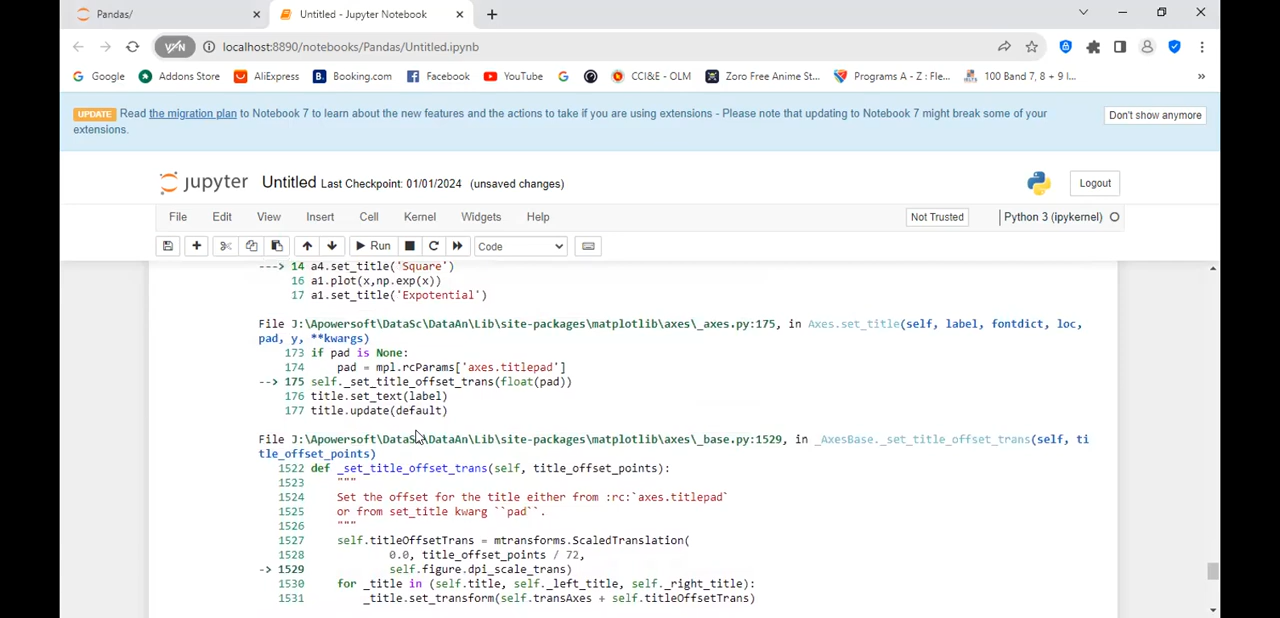 Pandas/
Untitled - Jupyter Notebook
VPN
localhost:8890/notebooks/Pandas/Untitled.ipynb
Google
Addons Store
AliExpress
B. Booking.com
Facebook
YouTube
CCI&E - OLM
Zoro Free Anime St...
Programs A - Z : Fle...
100 Band 7, 8 + 9 I...
»
UPDATE Read the migration plan to Notebook 7 to learn about the new features and the actions to take if you are using extensions - Please note that updating to Notebook 7 might break some of your
extensions.
Don't show anymore
jupyter Untitled Last Checkpoint: 01/01/2024 (unsaved changes)
Logout
File Edit View Insert Cell Kernel Widgets Help
Not Trusted
Python 3 (ipykernel)
Run
Code
---> 14 a4.set_title('Square')
16 a1.plot(x,np.exp(x))
17 a1.set_title('Expotential')
File J:\Apowersoft\DataSc\DataAn\Lib\site-packages\matplotlib\axes\_axes.py:175, in Axes.set_title(self, label, fontdict, loc,
pad, y, **kwargs)
173 if pad is None:
174 pad = mpl.rcParams['axes.titlepad']
--> 175 self._set_title_offset_trans(float(pad))
176 title.set_text(label)
177 title.update(default)
File J:\Apowersoft\DataSc\DataAn\Lib\site-packages\matplotlib\axes\_base.py:1529, in _AxesBase._set_title_offset_trans(self, ti
tle_offset_points)
1522 def _set_title_offset_trans(self, title_offset_points):
1523 """
1524 Set the offset for the title either from :rc:`axes.titlepad`
1525 or from set_title kwarg ``pad``.
1526 """
1527 self.titleOffsetTrans = mtransforms.ScaledTranslation(
1528 0.0, title_offset_points / 72,
-> 1529 self.figure.dpi_scale_trans)
1530 for _title in (self.title, self._left_title, self._right_title):
1531 _title.set_transform(self.transAxes + self.titleOffsetTrans)